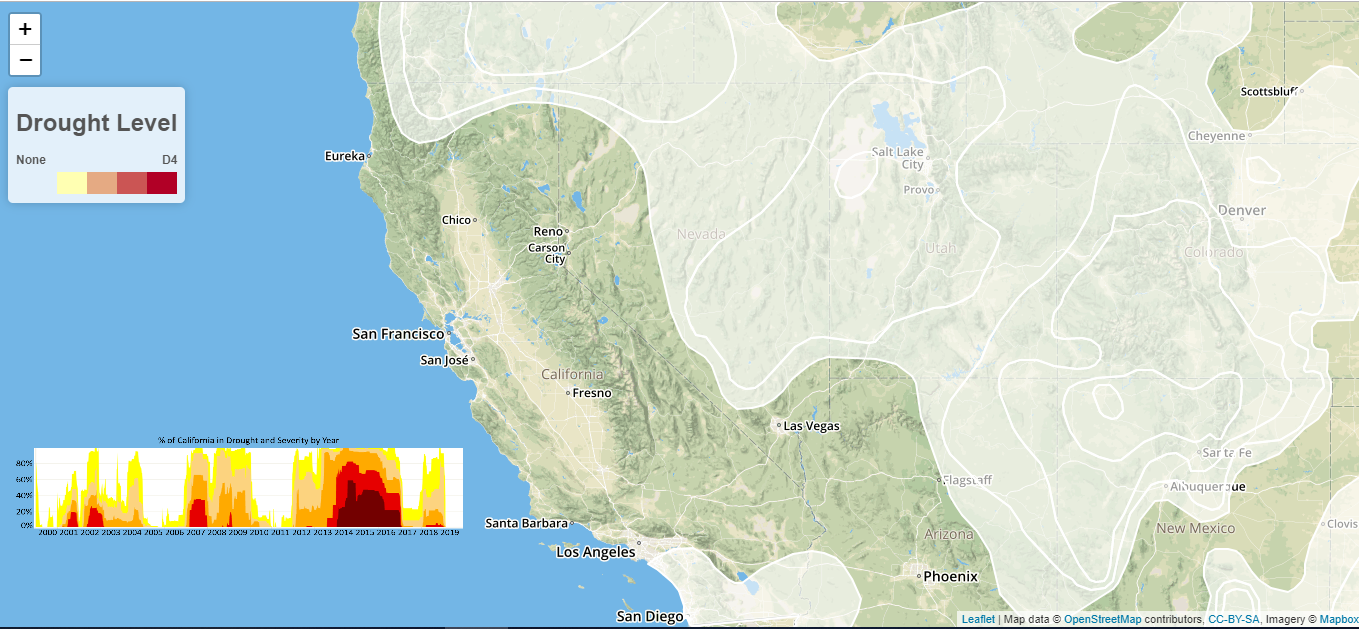 +
−
Drought Level
None D4
Scottsbluff
Cheyenne
Eureka
Salt Lake
City
Provo
Chico
Denver
Reno
Nevada
Carson
City
Utah
Colorado
San Francisco
San José
California
Fresno
Las Vegas
% of California in Drought and Severity by Year
80%
60%
40%
20%
0%
2000 2001 2002 2003 2004 2005 2006 2007 2008 2009 2010 2011 2012 2013 2014 2015 2016 2017 2018 2019
Santa Fe
Flagstaff
Albuquerque
Santa Barbara
Clovis
New Mexico
Arizona
Los Angeles
Phoenix
San Diego
Leaflet | Map data © OpenStreetMap contributors, CC-BY-SA, Imagery © Mapbox